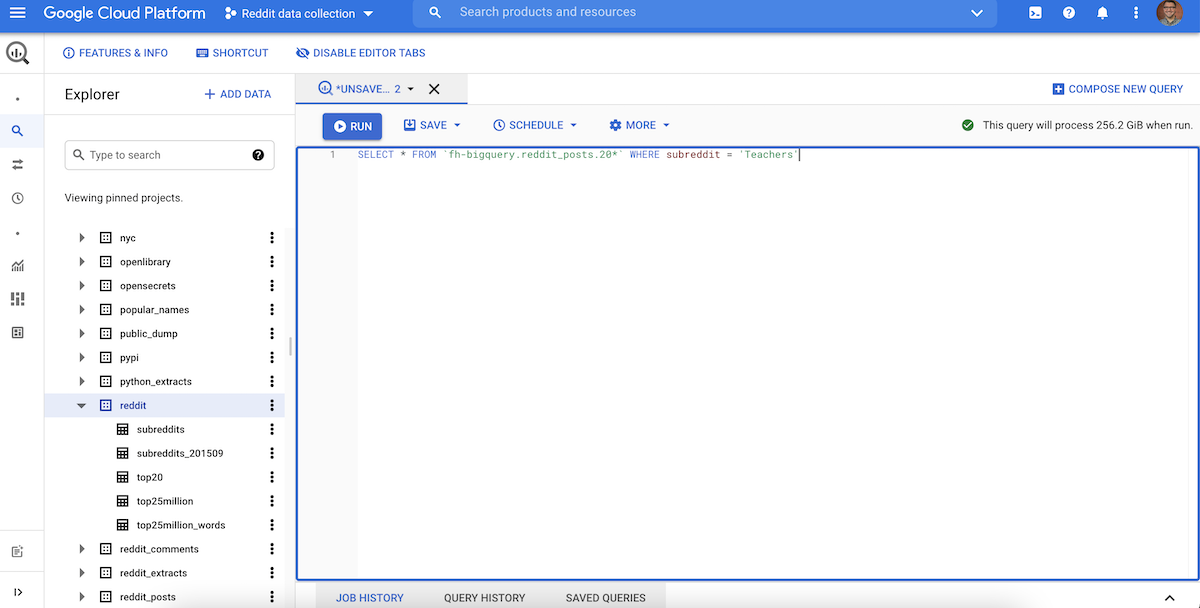 Google Cloud Platform
Reddit data collection
Search products and resources
FEATURES & INFO
SHORTCUT
DISABLE EDITOR TABS
Explorer
ADD DATA
*UNSAVE... 2
COMPOSE NEW QUERY
RUN
SAVE
SCHEDULE
MORE
This query will process 256.2 GiB when run.
Type to search
1 SELECT * FROM `fh-bigquery.reddit_posts.20*` WHERE subreddit = 'Teachers'
Viewing pinned projects.
nyc
openlibrary
opensecrets
popular_names
public_dump
pypi
python_extracts
reddit
subreddits
subreddits_201509
top20
top25million
top25million_words
reddit_comments
reddit_extracts
reddit_posts
JOB HISTORY
QUERY HISTORY
SAVED QUERIES